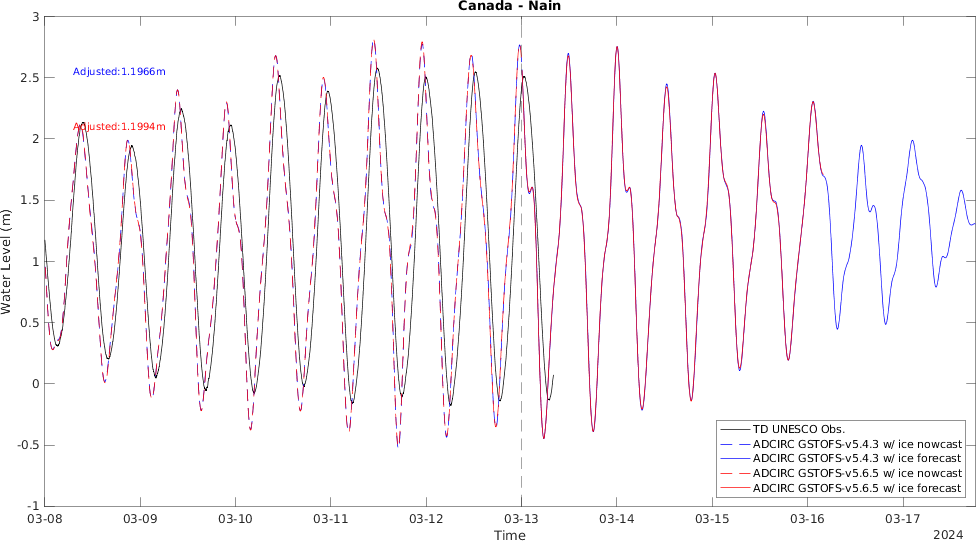 Canada - Nain
3
2.5
2
1.5
1
0.5
0
-0.5
-1
Water Level (m)
Adjusted:1.1966m
Adjusted:1.1994m
TD UNESCO Obs.
ADCIRC GSTOFS-v5.4.3 w/ ice nowcast
ADCIRC GSTOFS-v5.4.3 w/ ice forecast
ADCIRC GSTOFS-v5.6.5 w/ ice nowcast
ADCIRC GSTOFS-v5.6.5 w/ ice forecast
03-08 03-09 03-10 03-11 03-12 03-13 03-14 03-15 03-16 03-17
Time
2024